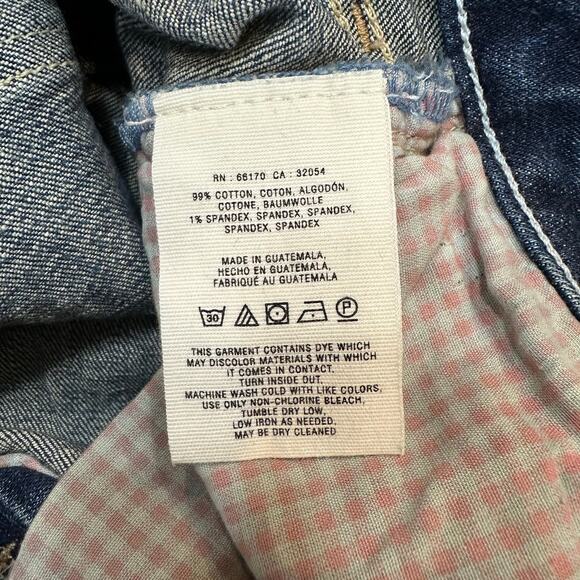 RN : 66170 CA : 32054
99% COTTON, COTON, ALGODÓN,
COTONE, BAUMWOLLE
1% SPANDEX, SPANDEX, SPANDEX,
SPANDEX, SPANDEX
MADE IN GUATEMALA,
HECHO EN GUATEMALA,
FABRIQUÉ AU GUATEMALA
30 P
THIS GARMENT CONTAINS DYE WHICH
MAY DISCOLOR MATERIALS WITH WHICH
IT COMES IN CONTACT.
TURN INSIDE OUT.
MACHINE WASH COLD WITH LIKE COLORS,
USE ONLY NON-CHLORINE BLEACH,
TUMBLE DRY LOW,
LOW IRON AS NEEDED,
MAY BE DRY CLEANED